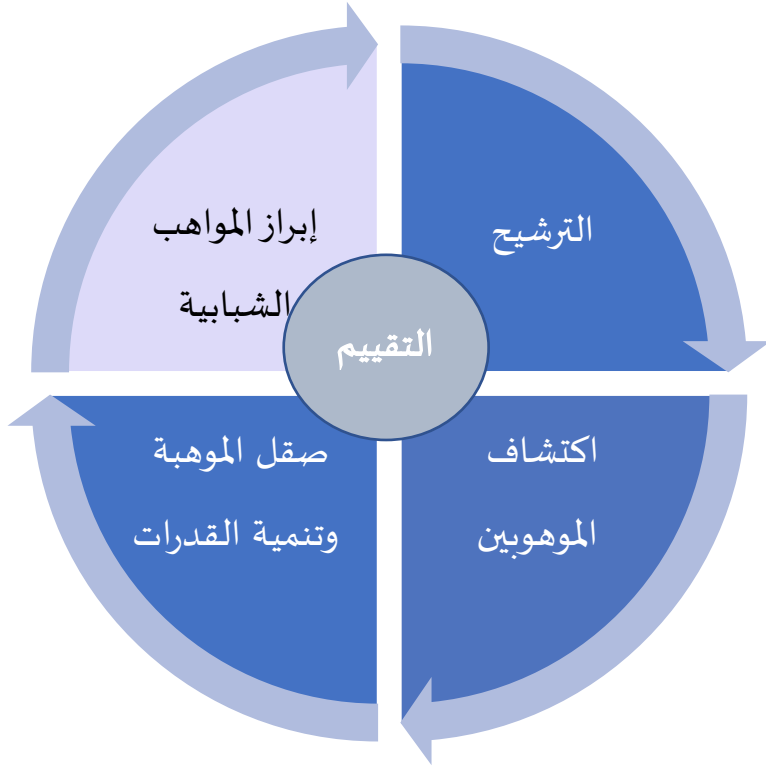 الترشيح
إبراز المواهب
الشبابية
التقييم
اكتشاف
الموهوبين
صقل الموهبة
وتنمية القدرات